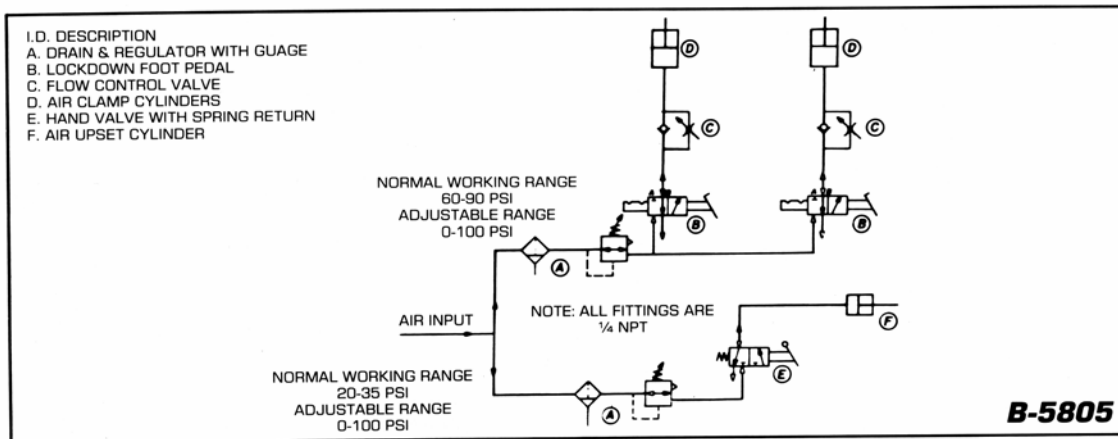 I.D. DESCRIPTION
A. DRAIN & REGULATOR WITH GUAGE
B. LOCKDOWN FOOT PEDAL
C. FLOW CONTROL VALVE
D. AIR CLAMP CYLINDERS
E. HAND VALVE WITH SPRING RETURN
F. AIR UPSET CYLINDER
D
D
C
C
NORMAL WORKING RANGE
60-90 PSI
ADJUSTABLE RANGE
0-100 PSI
A
B
A
B
B
B
A
AIR INPUT
NOTE: ALL FITTINGS ARE
¼ NPT
F
E
NORMAL WORKING RANGE
20-35 PSI
ADJUSTABLE RANGE
0-100 PSI
A
B-5805